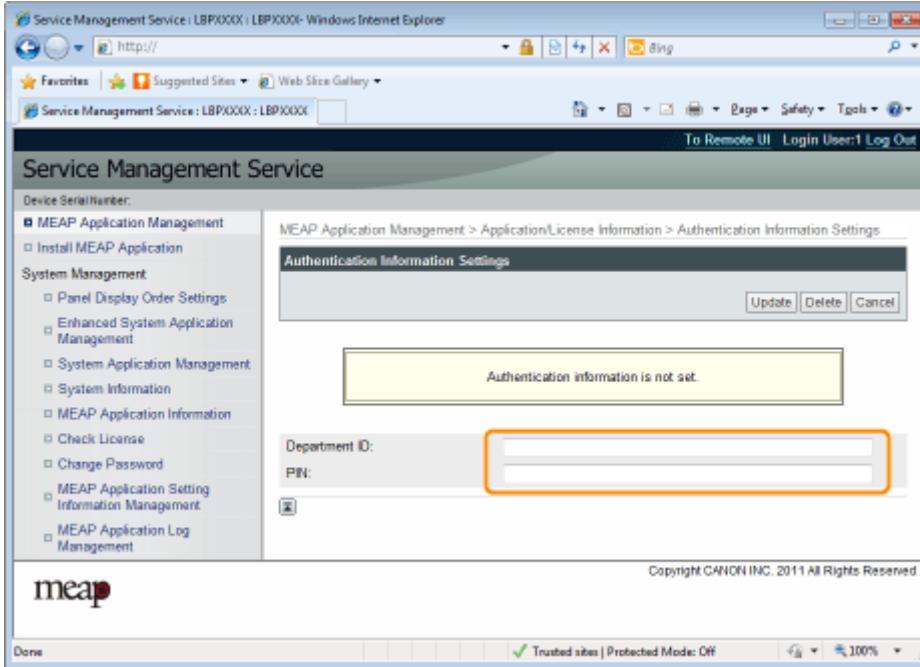 Service Management Service : LBPXXXX : LBPXXXX- Windows Internet Explorer
http://
Bing
Favorites Suggested Sites Web Slice Gallery
Service Management Service : LBPXXXX : LBPXXXX
Page Safety Tools
To Remote UI Login User:1 Log Out
Service Management Service
Device Serial Number:
MEAP Application Management
Install MEAP Application
System Management
Panel Display Order Settings
Enhanced System Application
Management
System Application Management
System Information
MEAP Application Information
Check License
Change Password
MEAP Application Setting
Information Management
MEAP Application Log
Management
MEAP Application Management > Application/License Information > Authentication Information Settings
Authentication Information Settings
Update Delete Cancel
Authentication information is not set.
Department ID:
PIN:
Copyright CANON INC. 2011 All Rights Reserved
meap
Done Trusted sites | Protected Mode: Off 100%